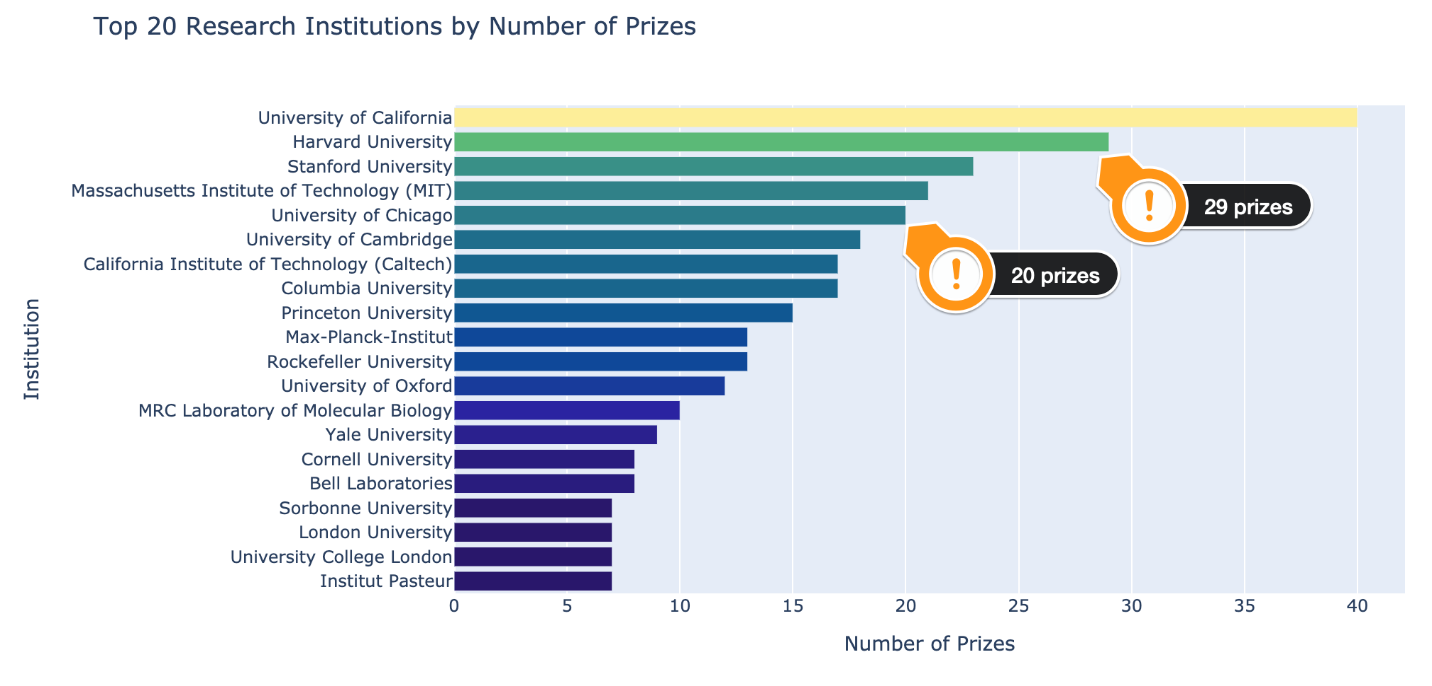 Top 20 Research Institutions by Number of Prizes
University of California
Harvard University
Stanford University
Massachusetts Institute of Technology (MIT)
University of Chicago
University of Cambridge
California Institute of Technology (Caltech)
Columbia University
Princeton University
Max-Planck-Institut
Rockefeller University
University of Oxford
MRC Laboratory of Molecular Biology
Yale University
Cornell University
Bell Laboratories
Sorbonne University
London University
University College London
Institut Pasteur
Institution
! 29 prizes
! 20 prizes
0 5 10 15 20 25 30 35 40
Number of Prizes